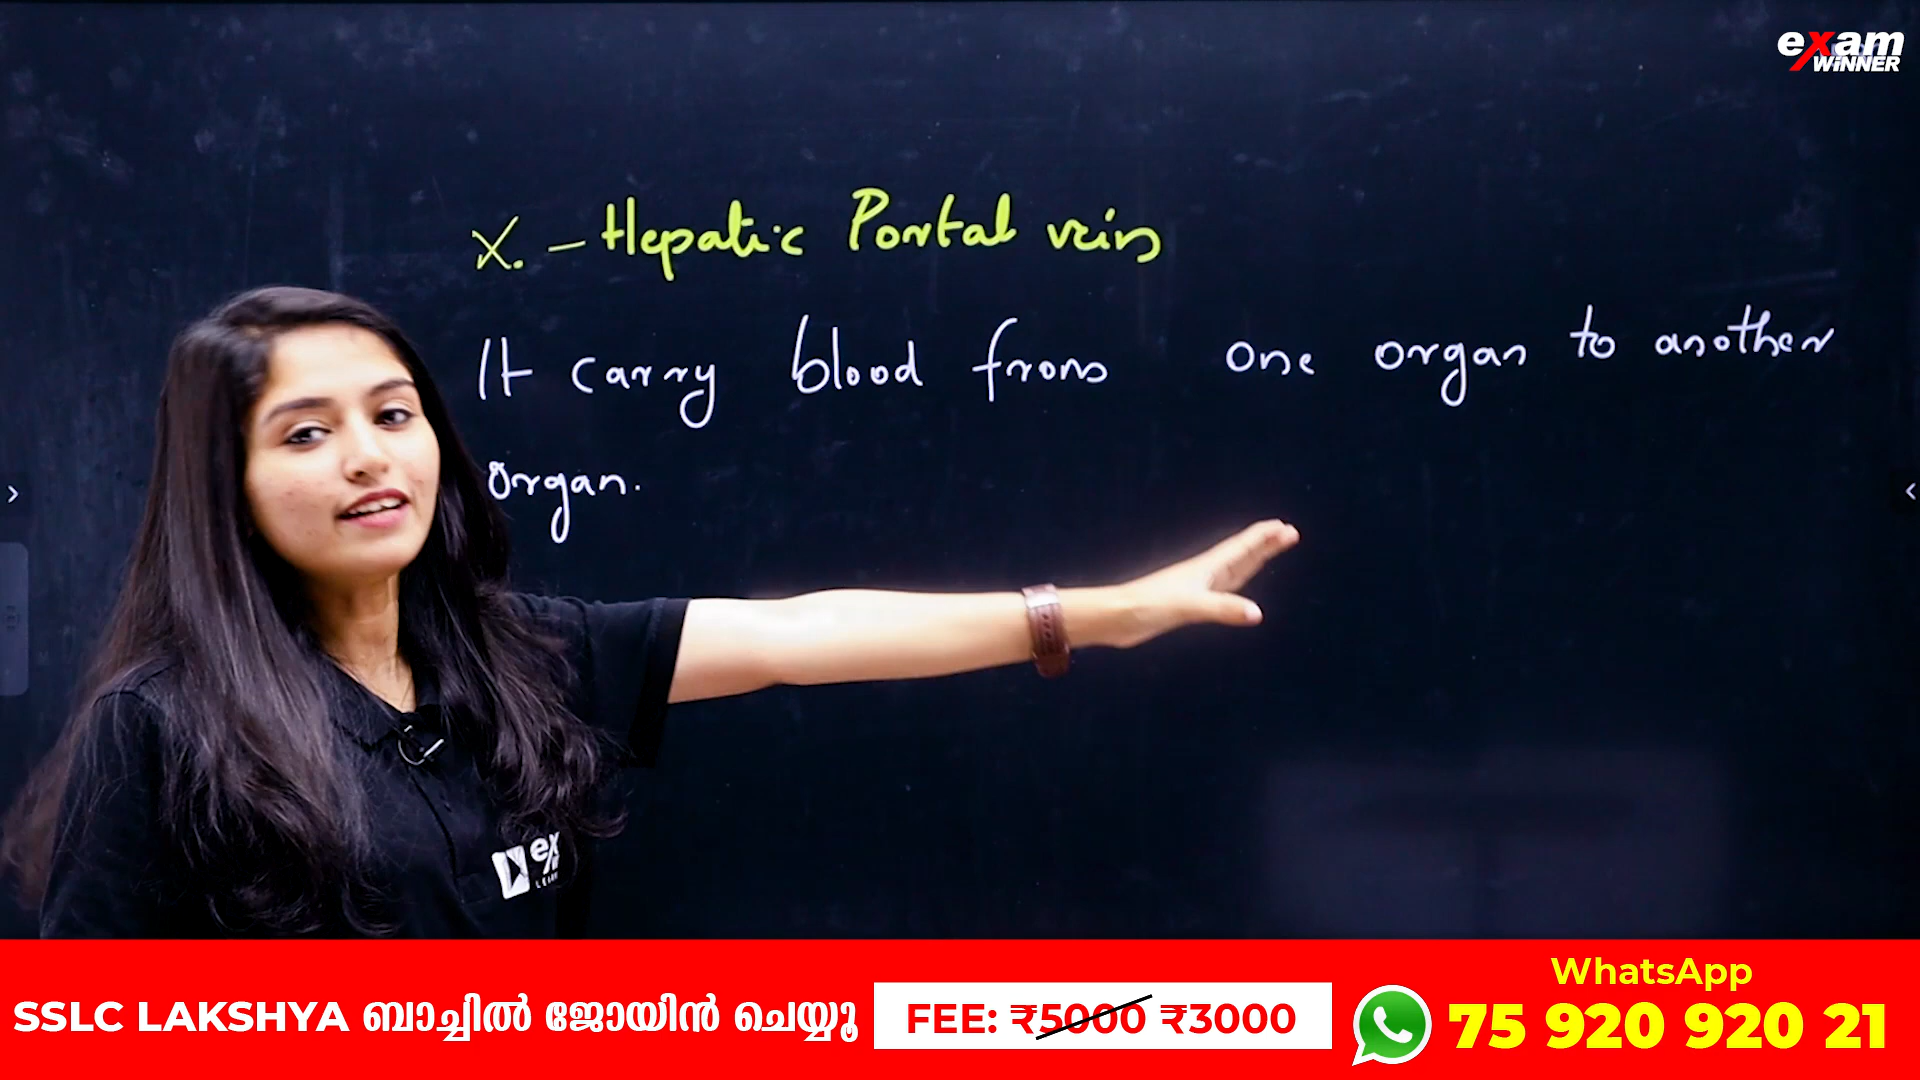 exam
WINNER
X. - Hepatic Portal vein
It carry blood from one organ to another
organ.
ex
SSLC LAKSHYA ബാച്ചിൽ ജോയിൻ ചെയ്യൂ
FEE: ₹5000 ₹3000
WhatsApp
75 920 920 21